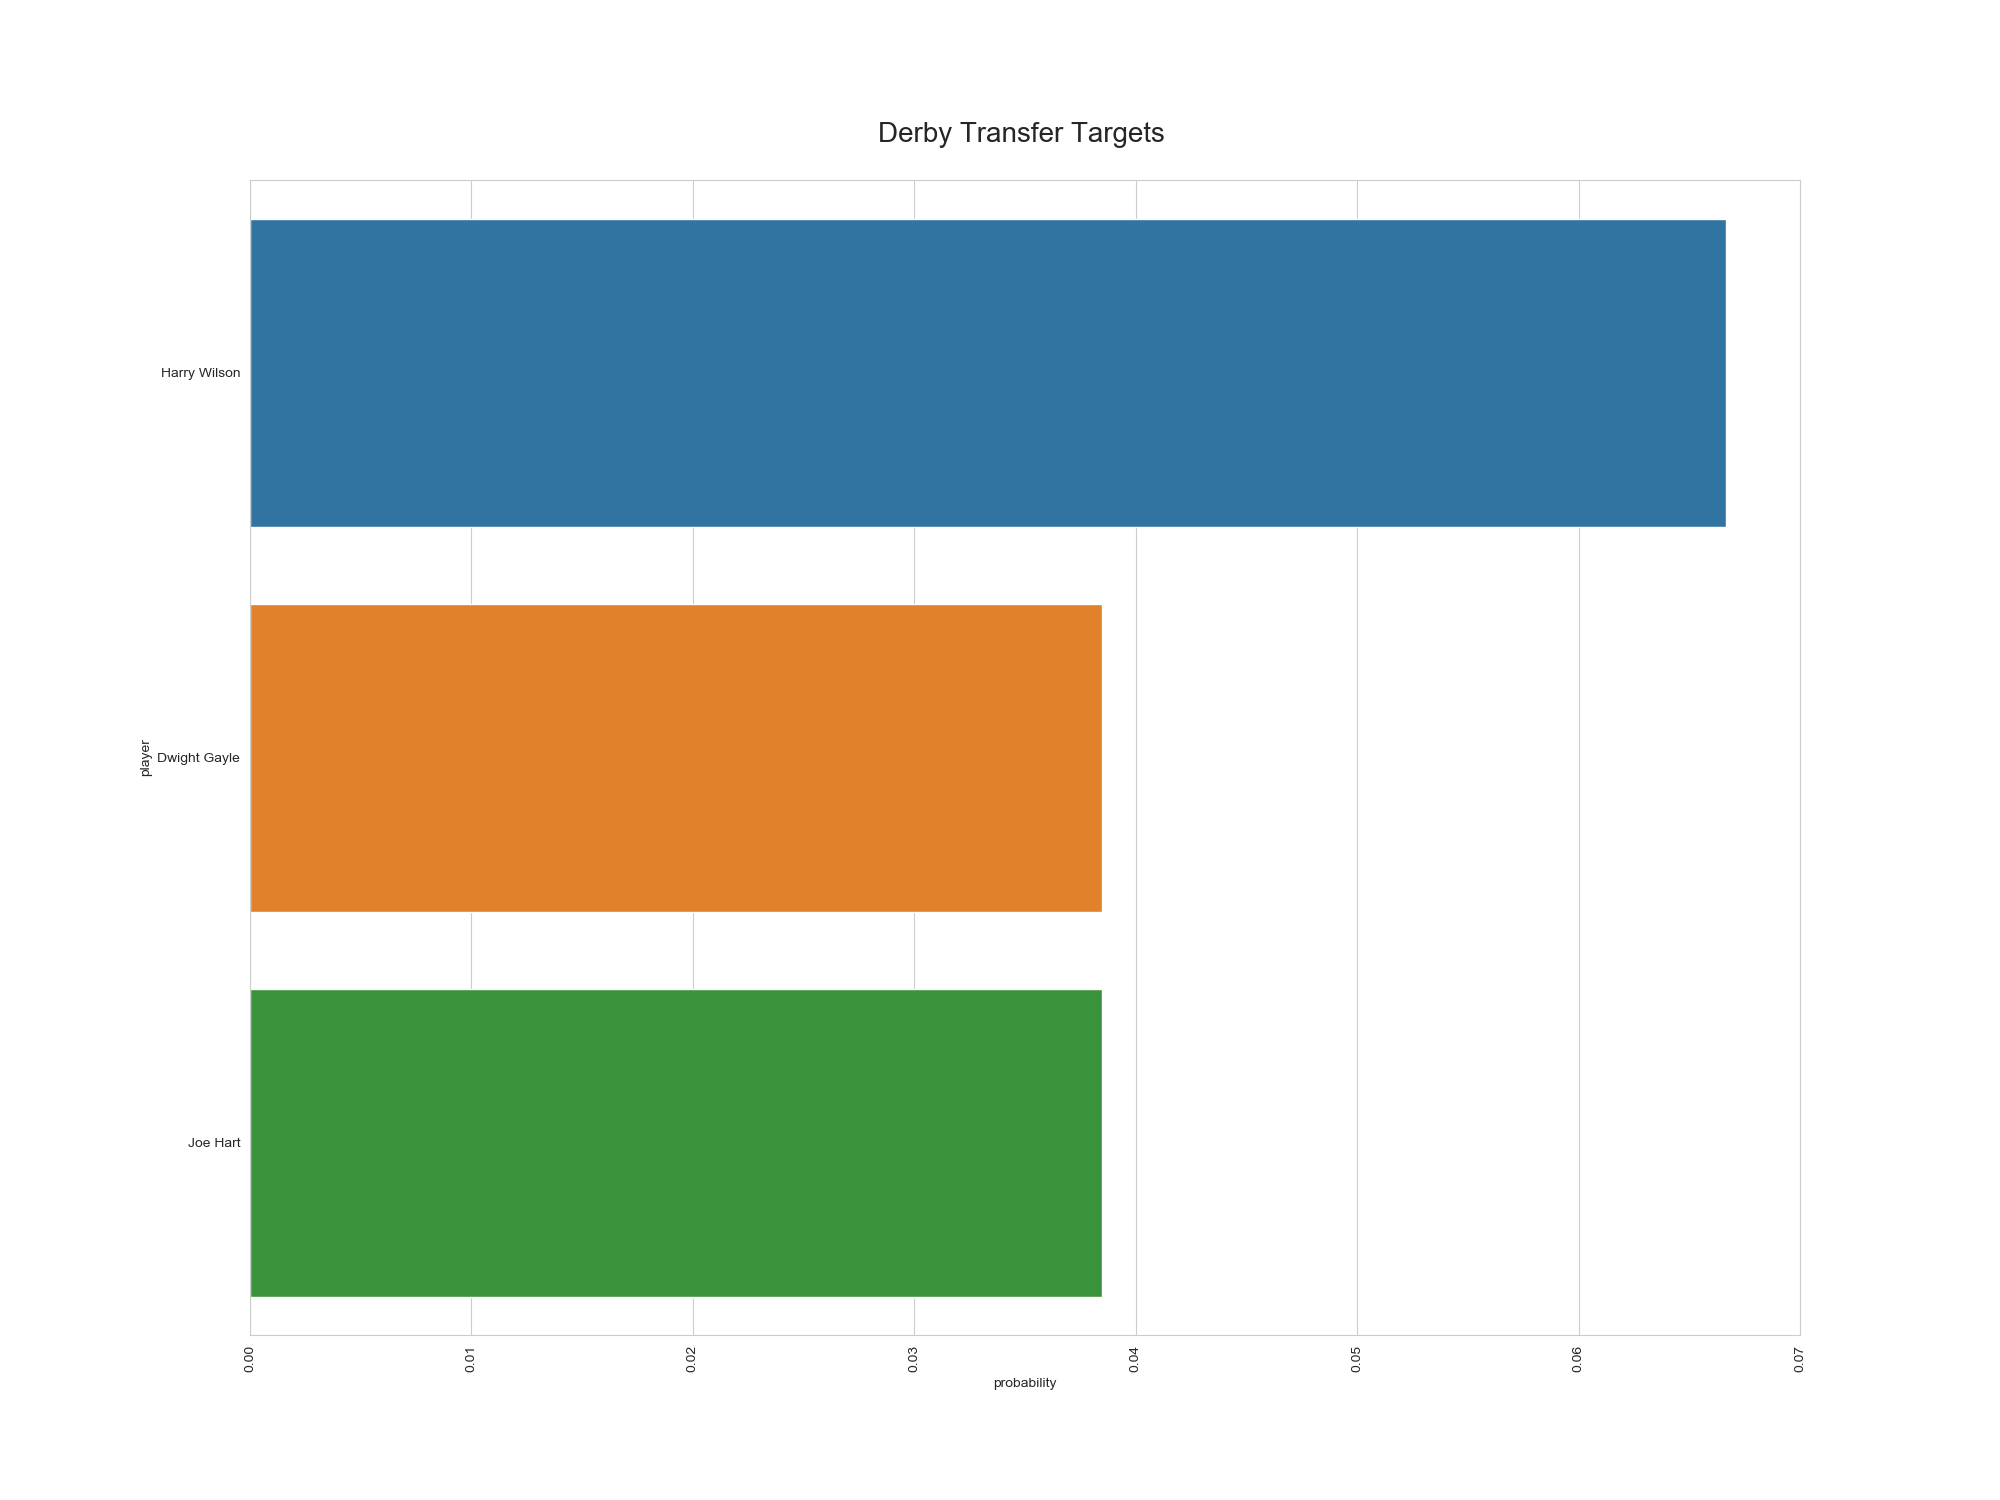 Derby Transfer Targets
Harry Wilson
player
Dwight Gayle
Joe Hart
0.00
0.01
0.02
0.03
0.04
0.05
0.06
0.07
probability